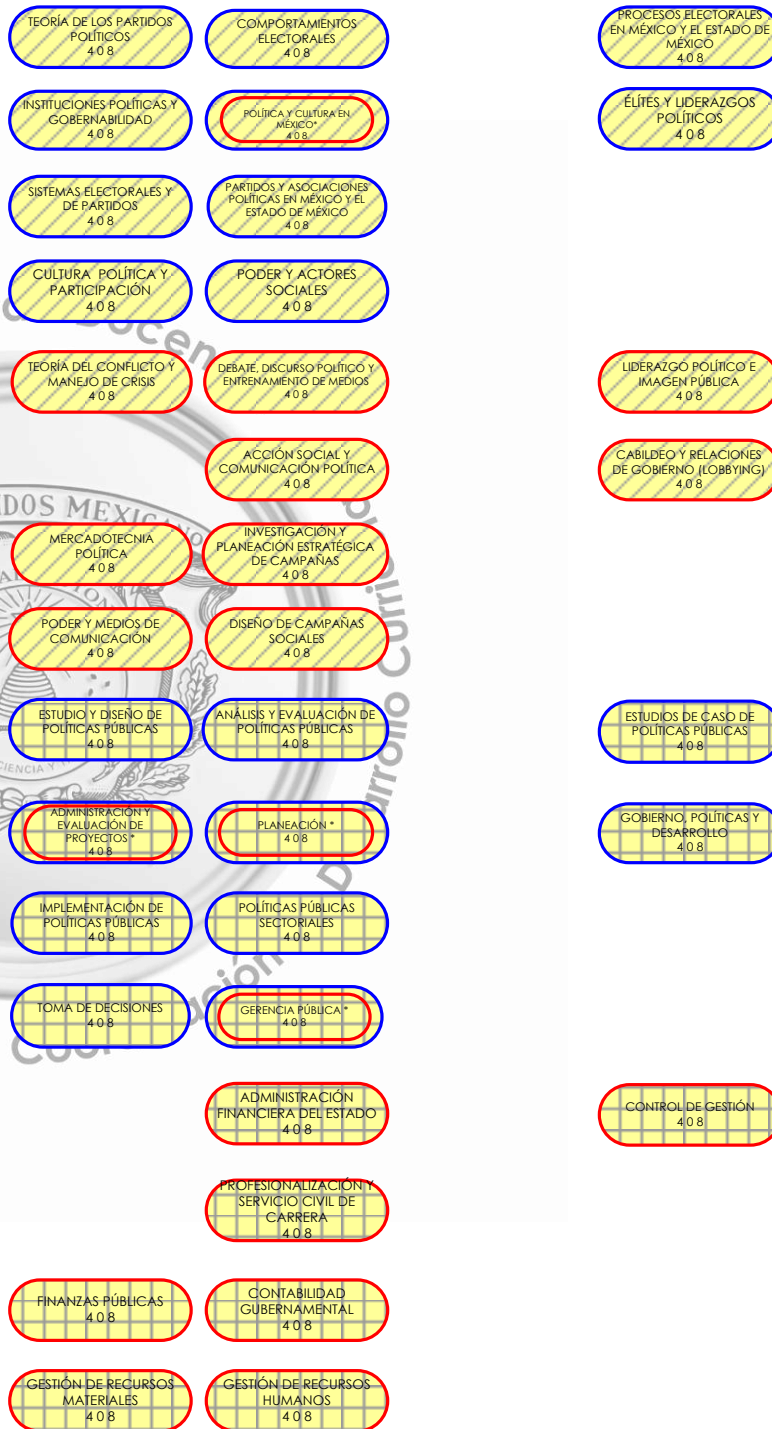 TEORÍA DE LOS PARTIDOS
POLÍTICOS
4 0 8
COMPORTAMIENTOS
ELECTORALES
4 0 8
PROCESOS ELECTORALES
EN MÉXICO Y EL ESTADO DE
MÉXICO
4 0 8
INSTITUCIONES POLÍTICAS Y
GOBERNABILIDAD
4 0 8
POLÍTICA Y CULTURA EN
MÉXICO*
4 0 8
ÉLITES Y LIDERAZGOS
POLÍTICOS
4 0 8
SISTEMAS ELECTORALES Y
DE PARTIDOS
4 0 8
PARTIDOS Y ASOCIACIONES
POLÍTICAS EN MÉXICO Y EL
ESTADO DE MÉXICO
4 0 8
CULTURA POLÍTICA Y
PARTICIPACIÓN
4 0 8
PODER Y ACTORES
SOCIALES
4 0 8
TEORÍA DEL CONFLICTO Y
MANEJO DE CRISIS
4 0 8
DEBATE, DISCURSO POLÍTICO Y
ENTRENAMIENTO DE MEDIOS
4 0 8
LIDERAZGO POLÍTICO E
IMAGEN PÚBLICA
4 0 8
ACCIÓN SOCIAL Y
COMUNICACIÓN POLÍTICA
4 0 8
CABILDEO Y RELACIONES
DE GOBIERNO (LOBBYING)
4 0 8
MERCADOTECNIA
POLÍTICA
4 0 8
INVESTIGACIÓN Y
PLANEACIÓN ESTRATÉGICA
DE CAMPAÑAS
4 0 8
PODER Y MEDIOS DE
COMUNICACIÓN
4 0 8
DISEÑO DE CAMPAÑAS
SOCIALES
4 0 8
ESTUDIO Y DISEÑO DE
POLÍTICAS PÚBLICAS
4 0 8
ANÁLISIS Y EVALUACIÓN DE
POLÍTICAS PÚBLICAS
4 0 8
ESTUDIOS DE CASO DE
POLÍTICAS PÚBLICAS
4 0 8
ADMINISTRACIÓN Y
EVALUACIÓN DE
PROYECTOS *
4 0 8
PLANEACIÓN *
4 0 8
GOBIERNO, POLÍTICAS Y
DESARROLLO
4 0 8
IMPLEMENTACIÓN DE
POLÍTICAS PÚBLICAS
4 0 8
POLÍTICAS PÚBLICAS
SECTORIALES
4 0 8
TOMA DE DECISIONES
4 0 8
GERENCIA PÚBLICA *
4 0 8
ADMINISTRACIÓN
FINANCIERA DEL ESTADO
4 0 8
CONTROL DE GESTIÓN
4 0 8
PROFESIONALIZACIÓN Y
SERVICIO CIVIL DE
CARRERA
4 0 8
FINANZAS PÚBLICAS
4 0 8
CONTABILIDAD
GUBERNAMENTAL
4 0 8
GESTIÓN DE RECURSOS
MATERIALES
4 0 8
GESTIÓN DE RECURSOS
HUMANOS
4 0 8